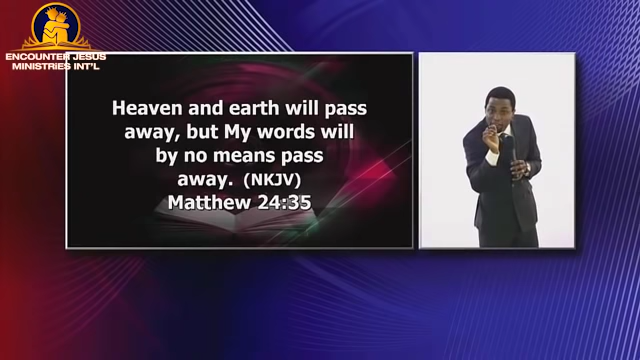 ENCOUNTER JESUS
MINISTRIES INT'L
Heaven and earth will pass
away, but My words will
by no means pass
away. (NKJV)
Matthew 24:35